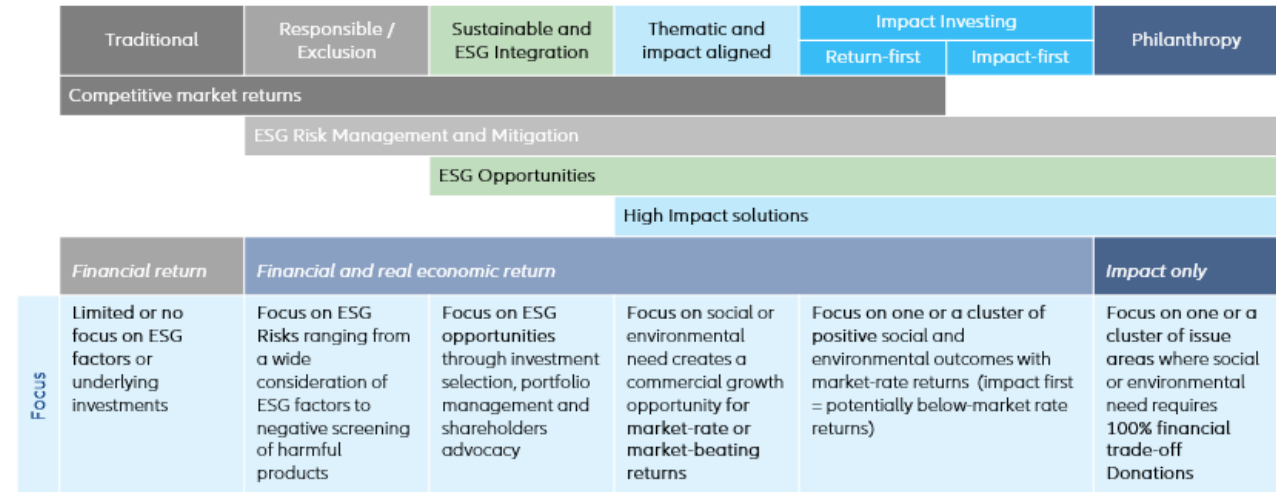 Traditional
Responsible /
Exclusion
Sustainable and
ESG Integration
Thematic and
impact aligned
Impact Investing
Return-first
Impact-first
Philanthropy
Competitive market returns
ESG Risk Management and Mitigation
ESG Opportunities
High Impact solutions
Financial return
Financial and real economic return
Impact only
Focus
Limited or no
focus on ESG
factors or
underlying
investments
Focus on ESG
Risks ranging from
a wide
consideration of
ESG factors to
negative screening
of harmful
products
Focus on ESG
opportunities
through investment
selection, portfolio
management and
shareholders
advocacy
Focus on social or
environmental
need creates a
commercial growth
opportunity for
market-rate or
market-beating
returns
Focus on one or a cluster of
positive social and
environmental outcomes with
market-rate returns (impact first
= potentially below-market rate
returns)
Focus on one or a
cluster of issue
areas where social
or environmental
need requires
100% financial
trade-off
Donations